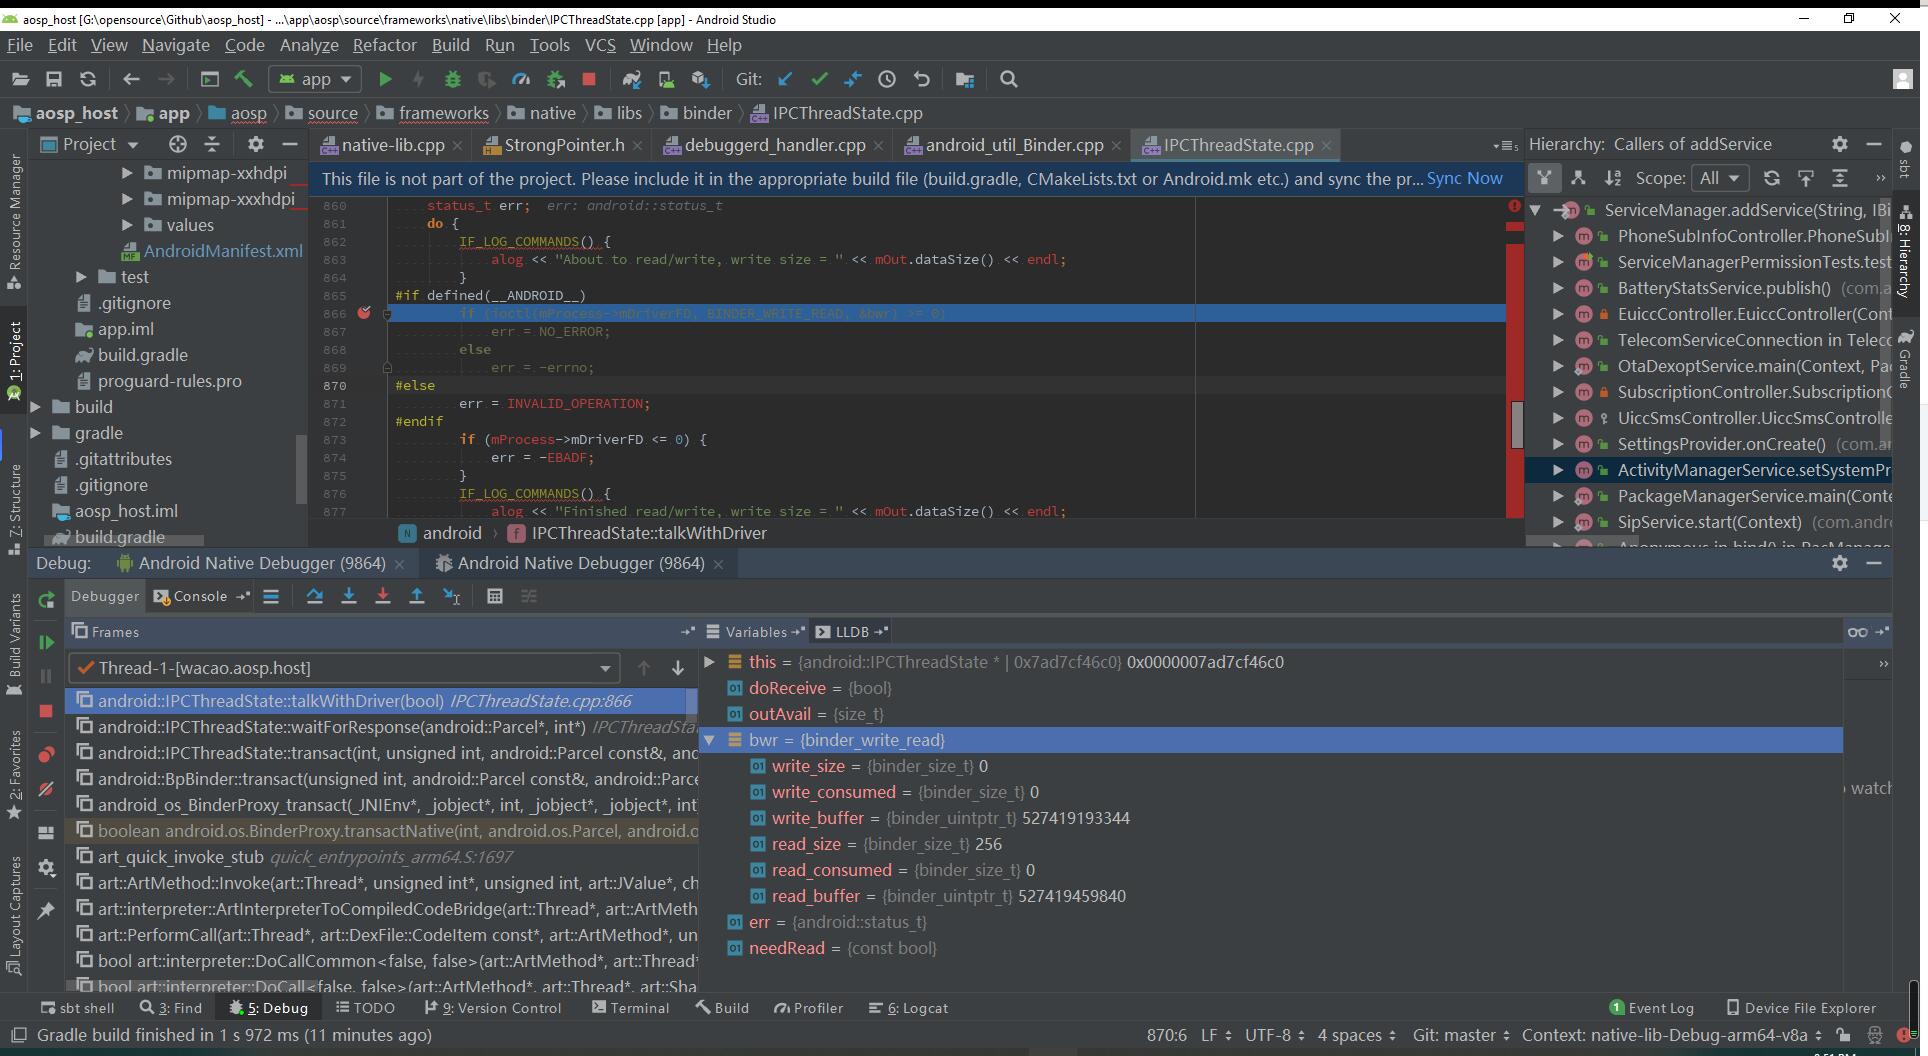 aosp_host [G:\opensource\Github\aosp_host] - ...\app\aosp\source\frameworks\native\libs\binder\IPCThreadState.cpp [app] - Android Studio
File Edit View Navigate Code Analyze Refactor Build Run Tools VCS Window Help
app Git:
aosp_host app aosp source frameworks native libs binder IPCThreadState.cpp
Project
native-lib.cpp StrongPointer.h debuggerd_handler.cpp android_util_Binder.cpp IPCThreadState.cpp
Hierarchy: Callers of addService
mipmap-xxhdpi
mipmap-xxxhdpi
values
AndroidManifest.xml
test
.gitignore
app.iml
build.gradle
proguard-rules.pro
build
gradle
.gitattributes
.gitignore
aosp_host.iml
build.gradle
This file is not part of the project. Please include it in the appropriate build file (build.gradle, CMakeLists.txt or Android.mk etc.) and sync the pr... Sync Now
860 status_t err; err: android::status_t
861 do {
862 IF_LOG_COMMANDS() {
863 alog << "About to read/write, write size = " << mOut.dataSize() << endl;
864 }
865 #if defined(__ANDROID__)
866 if (ioctl(mProcess->mDriverFD, BINDER_WRITE_READ, &bwr) >= 0)
867 err = NO_ERROR;
868 else
869 err = -errno;
870 #else
871 err = INVALID_OPERATION;
872 #endif
873 if (mProcess->mDriverFD <= 0) {
874 err = -EBADF;
875 }
876 IF_LOG_COMMANDS() {
877 alog << "Finished read/write, write size = " << mOut.dataSize() << endl;
android IPCThreadState::talkWithDriver
Scope: All
ServiceManager.addService(String, IBi
PhoneSubInfoController.PhoneSubI
ServiceManagerPermissionTests.test
BatteryStatsService.publish() (com.a
EuiccController.EuiccController(Cont
TelecomServiceConnection in Telec
OtaDexoptService.main(Context, Pa
SubscriptionController.Subscription
UiccSmsController.UiccSmsControlle
SettingsProvider.onCreate() (com.ar
ActivityManagerService.setSystemPr
PackageManagerService.main(Conte
SipService.start(Context) (com.andr
Anonymous in bind() in PacManage
Resource Manager
1: Project
Z: Structure
Build Variants
2: Favorites
Layout Captures
sbt
8: Hierarchy
Gradle
Debug: Android Native Debugger (9864) Android Native Debugger (9864)
Debugger Console
Frames
Variables LLDB
Thread-1-[wacao.aosp.host]
android::IPCThreadState::talkWithDriver(bool) IPCThreadState.cpp:866
android::IPCThreadState::waitForResponse(android::Parcel*, int*) IPCThreadSta
android::IPCThreadState::transact(int, unsigned int, android::Parcel const&, and
android::BpBinder::transact(unsigned int, android::Parcel const&, android::Parce
android_os_BinderProxy_transact(_JNIEnv*, _jobject*, int, _jobject*, _jobject*, int
boolean android.os.BinderProxy.transactNative(int, android.os.Parcel, android.o
art_quick_invoke_stub quick_entrypoints_arm64.S:1697
art::ArtMethod::Invoke(art::Thread*, unsigned int*, unsigned int, art::JValue*, ch
art::interpreter::ArtInterpreterToCompiledCodeBridge(art::Thread*, art::ArtMeth
art::PerformCall(art::Thread*, art::DexFile::CodeItem const*, art::ArtMethod*, un
bool art::interpreter::DoCallCommon<false, false>(art::ArtMethod*, art::Thread*
bool art::interpreter::DoCall<false, false>(art::ArtMethod*, art::Thread*, art::Sha
this = {android::IPCThreadState * | 0x7ad7cf46c0} 0x0000007ad7cf46c0
doReceive = {bool}
outAvail = {size_t}
bwr = {binder_write_read}
write_size = {binder_size_t} 0
write_consumed = {binder_size_t} 0
write_buffer = {binder_uintptr_t} 527419193344
read_size = {binder_size_t} 256
read_consumed = {binder_size_t} 0
read_buffer = {binder_uintptr_t} 527419459840
err = {android::status_t}
needRead = {const bool}
watch
sbt shell 3: Find 5: Debug TODO 9: Version Control Terminal Build Profiler 6: Logcat 1 Event Log Device File Explorer
Gradle build finished in 1 s 972 ms (11 minutes ago) 870:6 LF UTF-8 4 spaces Git: master Context: native-lib-Debug-arm64-v8a